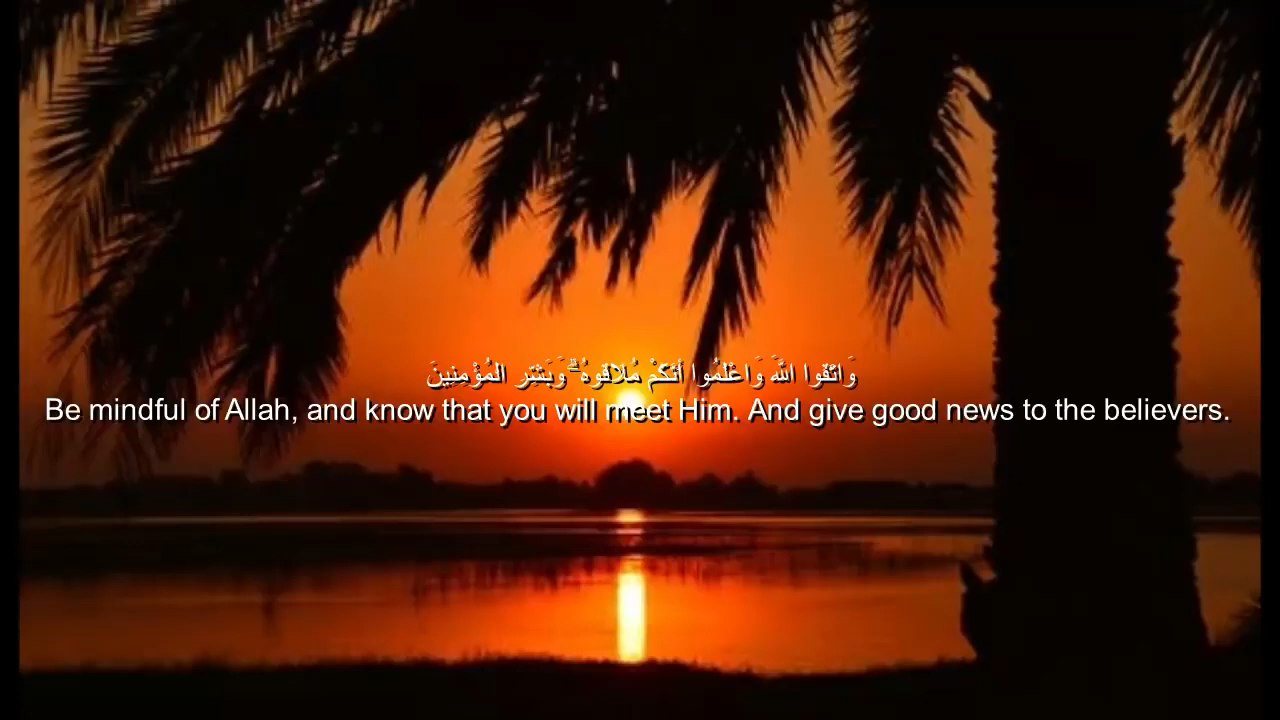 وَاتَّقُوا اللَّهَ وَاعْلَمُوا أَنَّكُمْ مُلَاقُوهُ ۗ وَبَشِّرِ الْمُؤْمِنِينَ
Be mindful of Allah, and know that you will meet Him. And give good news to the believers.